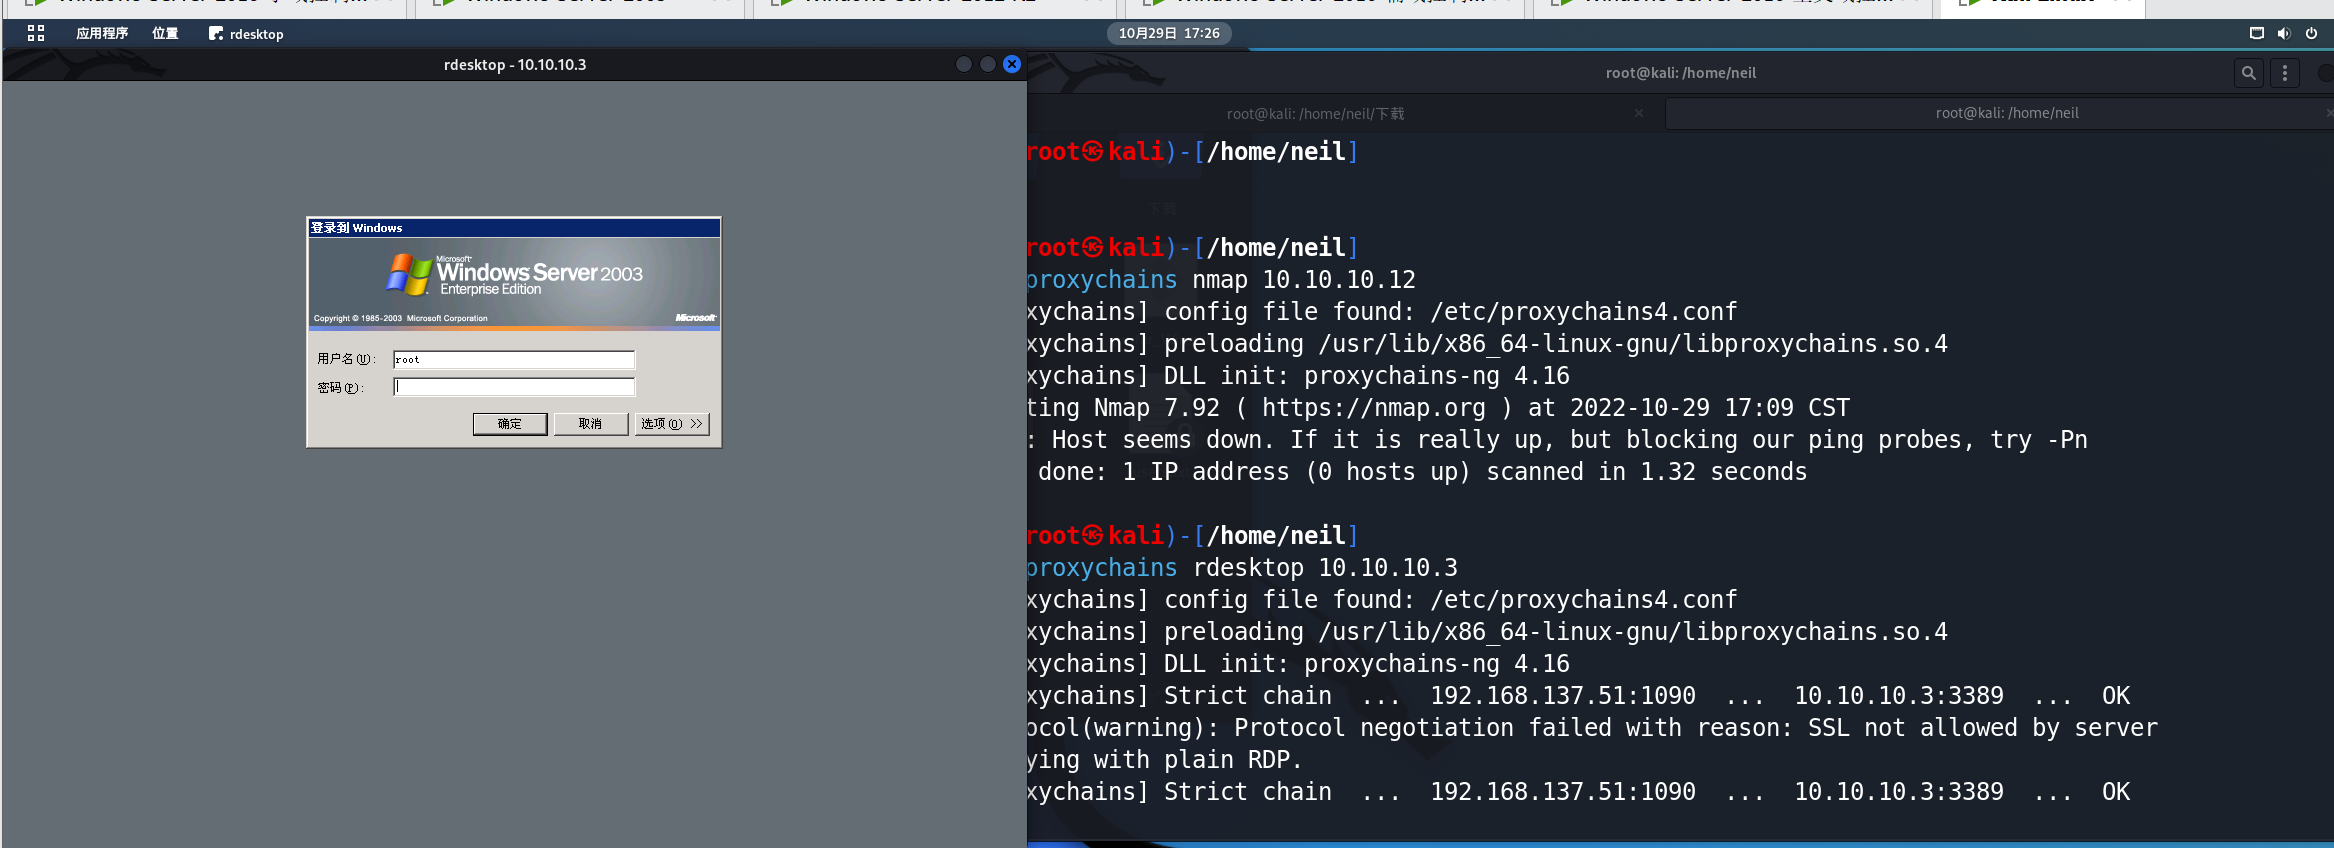 应用程序 位置 rdesktop
10月29日 17:26
rdesktop - 10.10.10.3
登录到 Windows
Microsoft
Windows Server 2003
Enterprise Edition
Copyright © 1985-2003 Microsoft Corporation
Microsoft
用户名(U):
root
密码(P):
确定
取消
选项(O) >>
root@kali: /home/neil
root@kali: /home/neil/下载
root@kali: /home/neil
root㉿kali)-[/home/neil]
root㉿kali)-[/home/neil]
proxychains nmap 10.10.10.12
xychains] config file found: /etc/proxychains4.conf
xychains] preloading /usr/lib/x86_64-linux-gnu/libproxychains.so.4
xychains] DLL init: proxychains-ng 4.16
ting Nmap 7.92 ( https://nmap.org ) at 2022-10-29 17:09 CST
: Host seems down. If it is really up, but blocking our ping probes, try -Pn
done: 1 IP address (0 hosts up) scanned in 1.32 seconds
root㉿kali)-[/home/neil]
proxychains rdesktop 10.10.10.3
xychains] config file found: /etc/proxychains4.conf
xychains] preloading /usr/lib/x86_64-linux-gnu/libproxychains.so.4
xychains] DLL init: proxychains-ng 4.16
xychains] Strict chain ... 192.168.137.51:1090 ... 10.10.10.3:3389 ... OK
ocol(warning): Protocol negotiation failed with reason: SSL not allowed by server
ying with plain RDP.
xychains] Strict chain ... 192.168.137.51:1090 ... 10.10.10.3:3389 ... OK